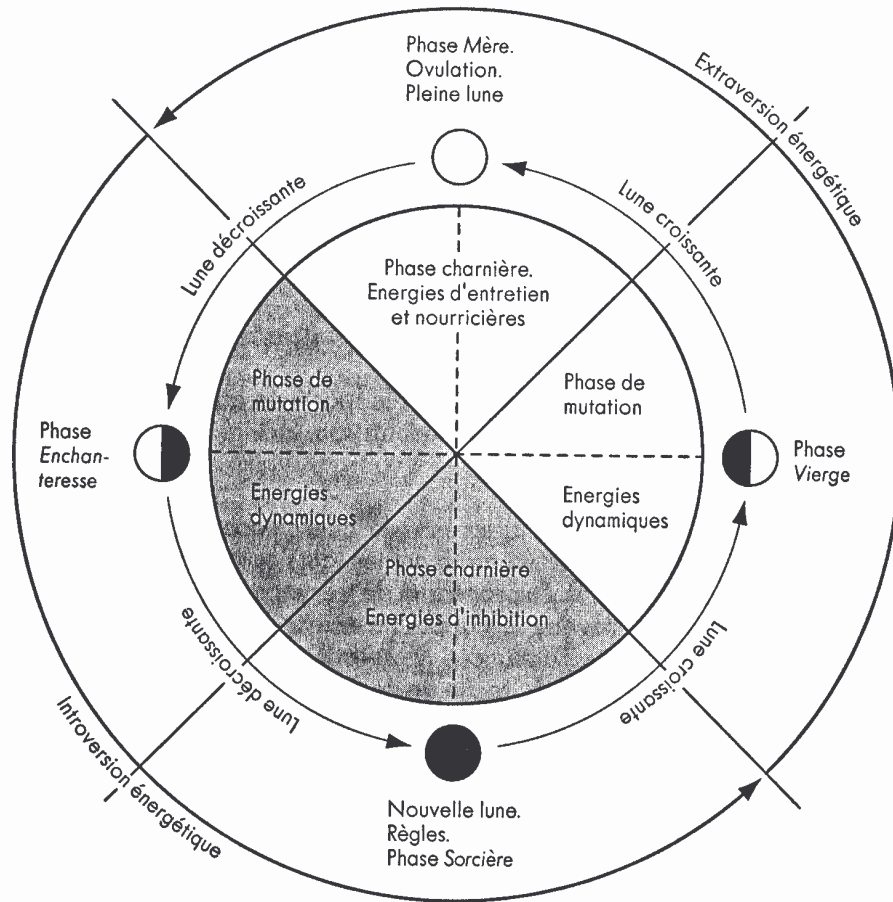 Phase Mère.
Ovulation.
Pleine lune
Extraversion énergétique
Lune décroissante
Lune croissante
Phase charnière.
Energies d'entretien
et nourricières
Phase de
mutation
Phase de
mutation
Phase
Enchan-
teresse
Phase
Vierge
Energies
dynamiques
Energies
dynamiques
Phase charnière
Energies d'inhibition
Lune décroissante
Lune croissante
Introversion énergétique
Nouvelle lune.
Règles.
Phase Sorcière